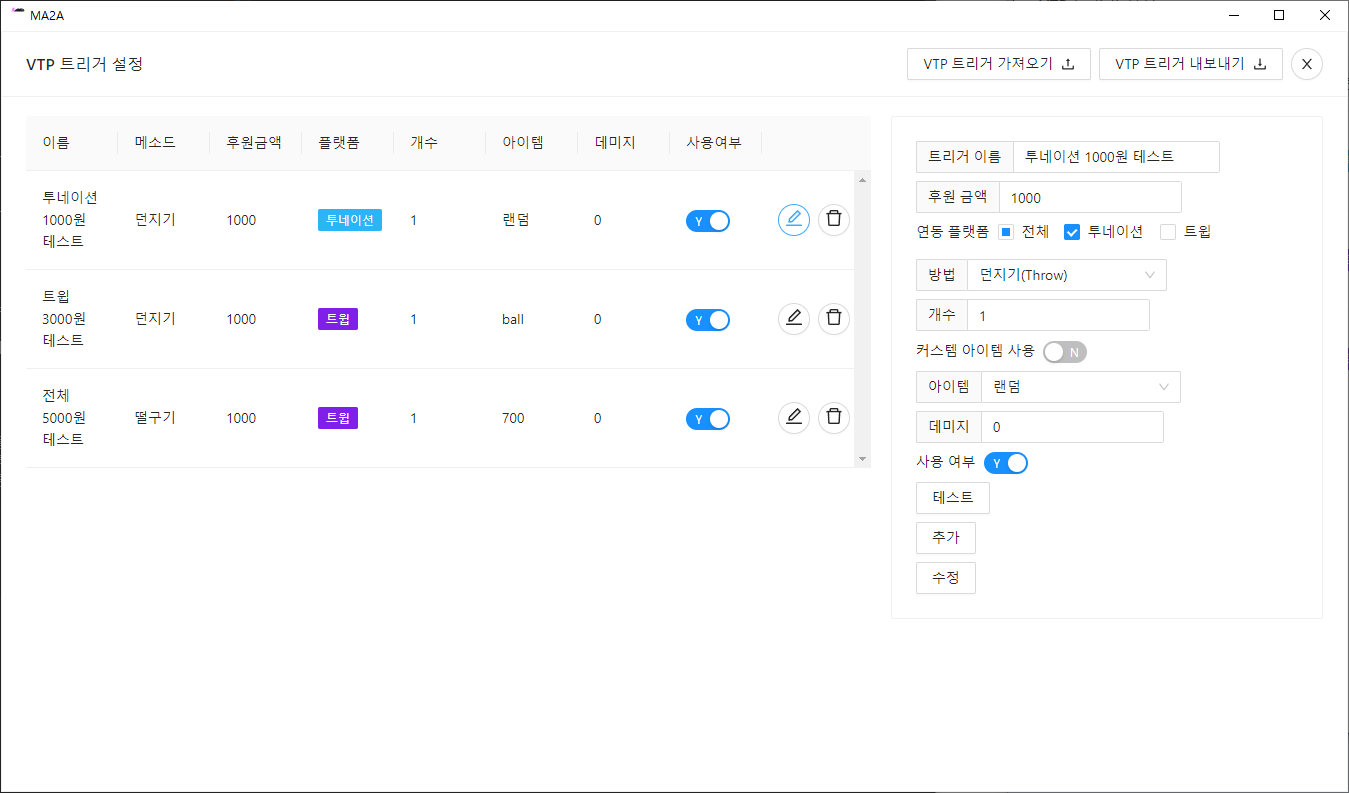 MA2A
VTP 트리거 설정
VTP 트리거 가져오기
VTP 트리거 내보내기
이름 메소드 후원금액 플랫폼 개수 아이템 데미지 사용여부
투네이션
1000원
테스트
던지기 1000 투네이션 1 랜덤 0 Y
트윕
3000원
테스트
던지기 1000 트윕 1 ball 0 Y
전체
5000원
테스트
떨구기 1000 트윕 1 700 0 Y
트리거 이름 투네이션 1000원 테스트
후원 금액 1000
연동 플랫폼 전체 투네이션 트윕
방법 던지기(Throw)
개수 1
커스템 아이템 사용 N
아이템 랜덤
데미지 0
사용 여부 Y
테스트
추가
수정